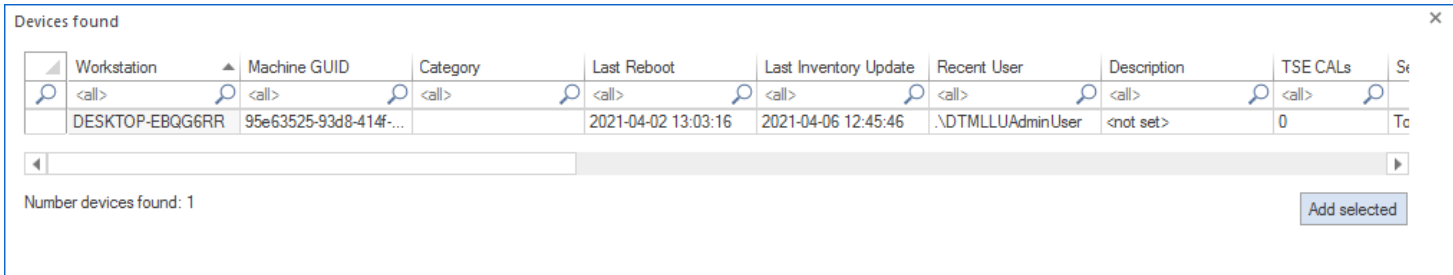 Devices found
Workstation Machine GUID Category Last Reboot Last Inventory Update Recent User Description TSE CALs Se
<all> <all> <all> <all> <all> <all> <all> <all>
DESKTOP-EBQG6RR 95e63525-93d8-414f-... 2021-04-02 13:03:16 2021-04-06 12:45:46 .\DTMLLUAdminUser <not set> 0 To
Number devices found: 1
Add selected